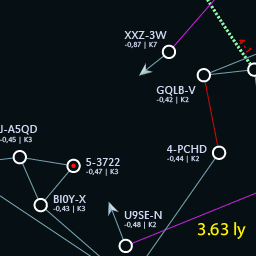 XXZ-3W
-0,87 | K7
GQLB-V
-0,42 | K2
J-A5QD
-0,45 | K3
4-PCHD
-0,44 | K2
5-3722
-0,47 | K3
BI0Y-X
-0,43 | K3
U9SE-N
-0,48 | K2
3.63 ly